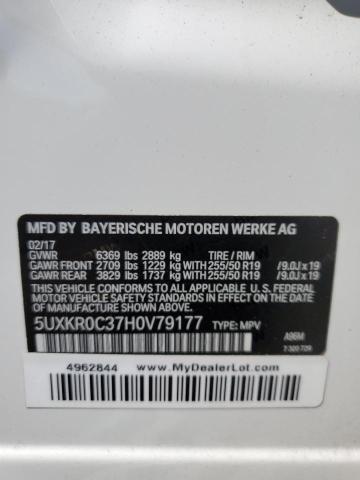 MFD BY BAYERISCHE MOTOREN WERKE AG
02/17
GVWR 6369 lbs 2889 kg TIRE / RIM
GAWR FRONT 2709 lbs 1229 kg WITH 255/50 R19 /9.0J x 19
GAWR REAR 3829 lbs 1737 kg WITH 255/50 R19 /9.0J x 19
THIS VEHICLE CONFORMS TO ALL APPLICABLE
FEDERAL MOTOR VEHICLE SAFETY STANDARDS
IN EFFECT ON THE DATE OF
MANUFACTURE SHOWN ABOVE.
5UXKR0C37H0V79177 TYPE: MPV A96M
7 300 709
4962844 www.MyDealerLot.com